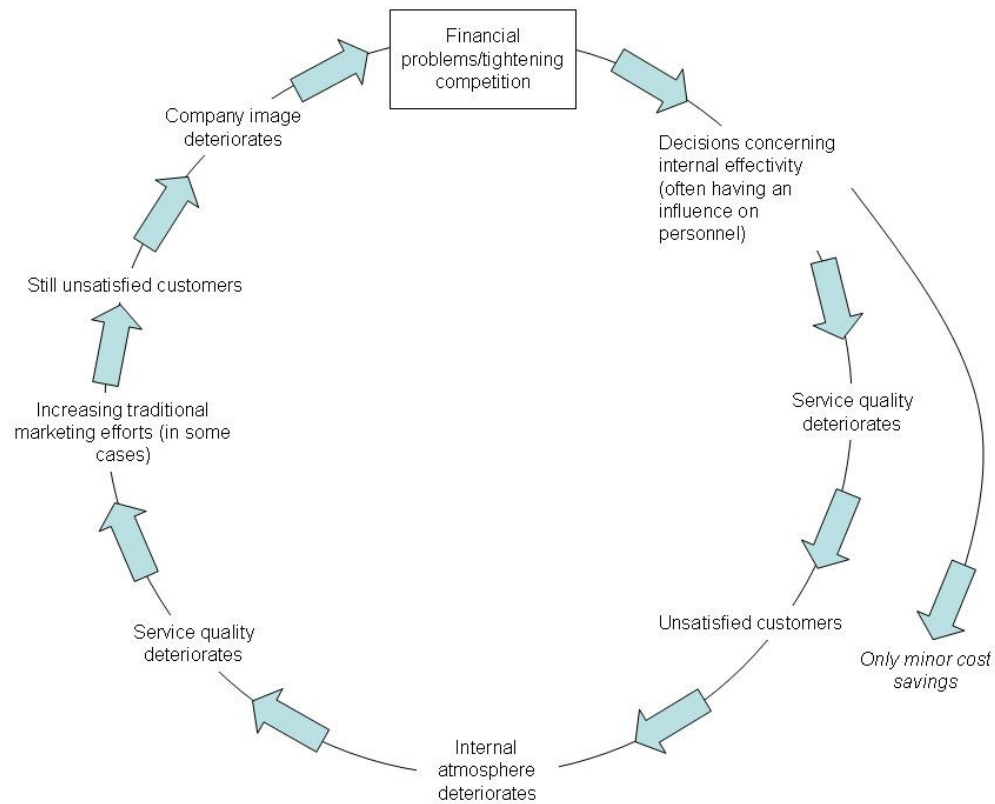 Financial
problems/tightening
competition
Decisions concerning
internal effectivity
(often having an
influence on
personnel)
Service quality
deteriorates
Unsatisfied customers
Only minor cost
savings
Internal
atmosphere
deteriorates
Service quality
deteriorates
Increasing traditional
marketing efforts (in some
cases)
Still unsatisfied customers
Company image
deteriorates